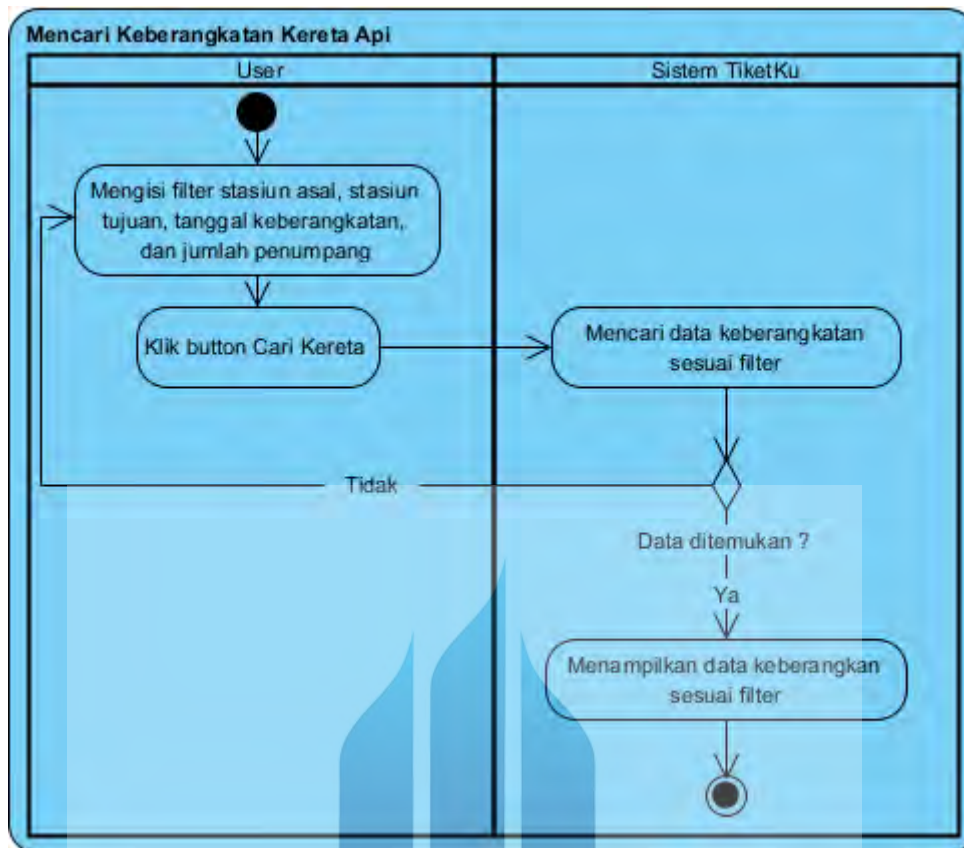 Mencari Keberangkatan Kereta Api
User
Sistem TiketKu
Mengisi filter stasiun asal, stasiun
tujuan, tanggal keberangkatan,
dan jumlah penumpang
Klik button Cari Kereta
Mencari data keberangkatan
sesuai filter
Tidak
Data ditemukan ?
Ya
Menampilkan data keberangkan
sesuai filter